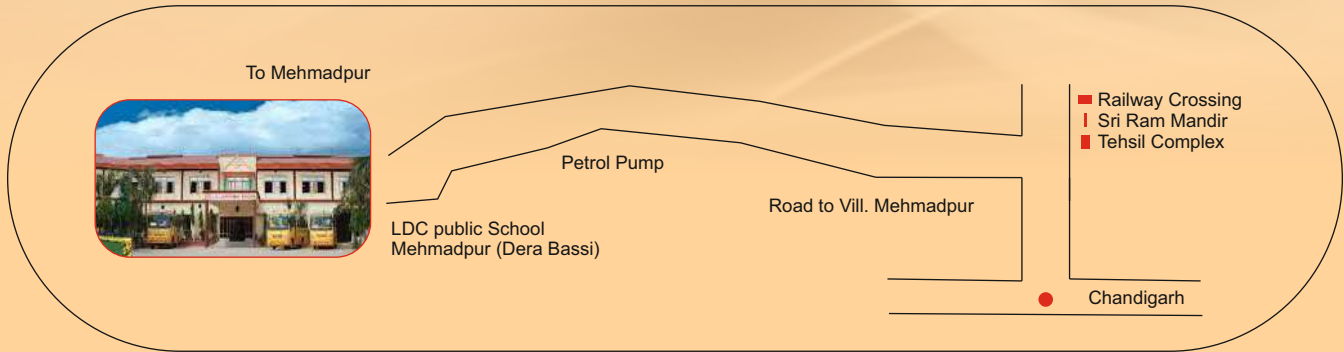 To Mehmadpur
Railway Crossing
Sri Ram Mandir
Tehsil Complex
Petrol Pump
Road to Vill. Mehmadpur
LDC public School
Mehmadpur (Dera Bassi)
Chandigarh